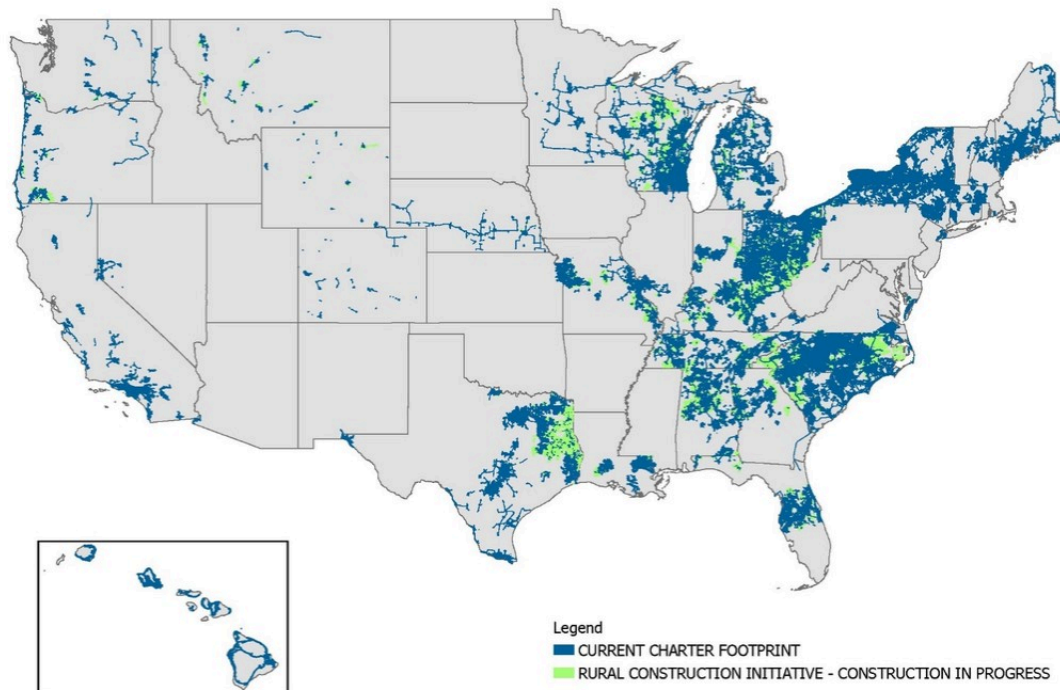 Legend
CURRENT CHARTER FOOTPRINT
RURAL CONSTRUCTION INITIATIVE - CONSTRUCTION IN PROGRESS